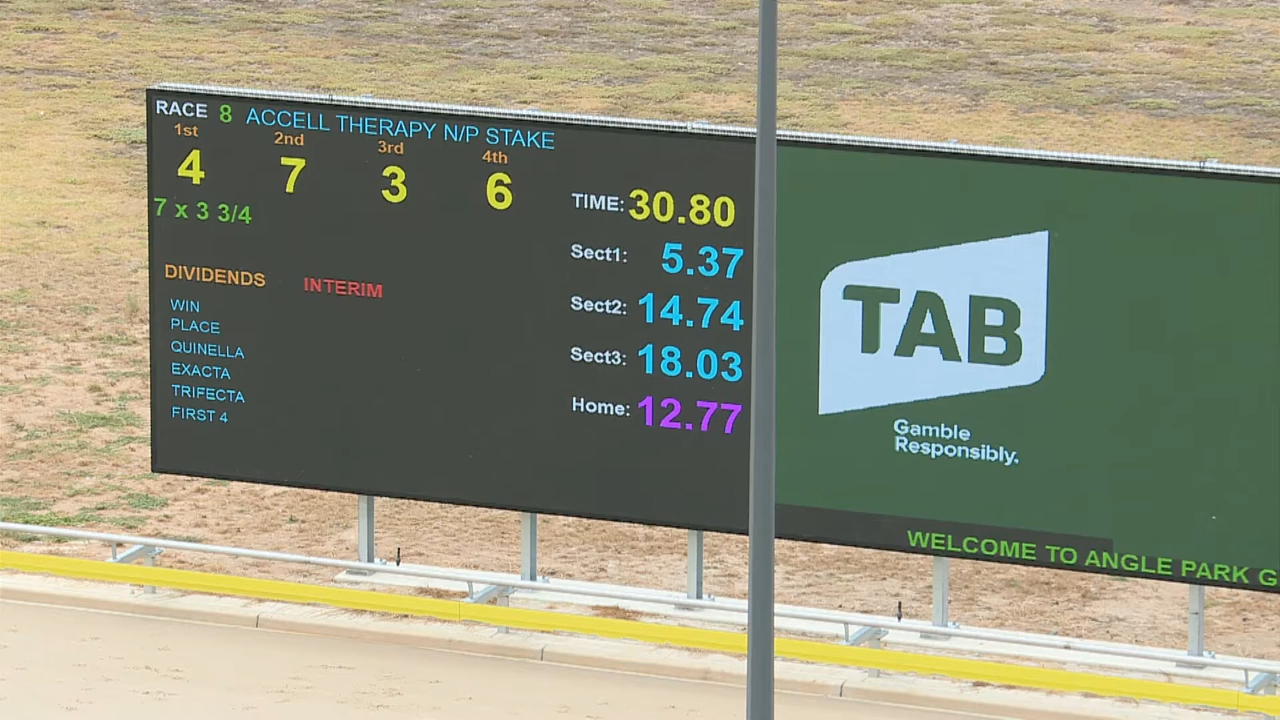 RACE 8 ACCELL THERAPY N/P STAKE
1st 2nd 3rd 4th
4 7 3 6
7 x 3 3/4
TIME: 30.80
Sect1: 5.37
Sect2: 14.74
Sect3: 18.03
Home: 12.77
DIVIDENDS INTERIM
WIN
PLACE
QUINELLA
EXACTA
TRIFECTA
FIRST 4
TAB
Gamble
Responsibly.
WELCOME TO ANGLE PARK G